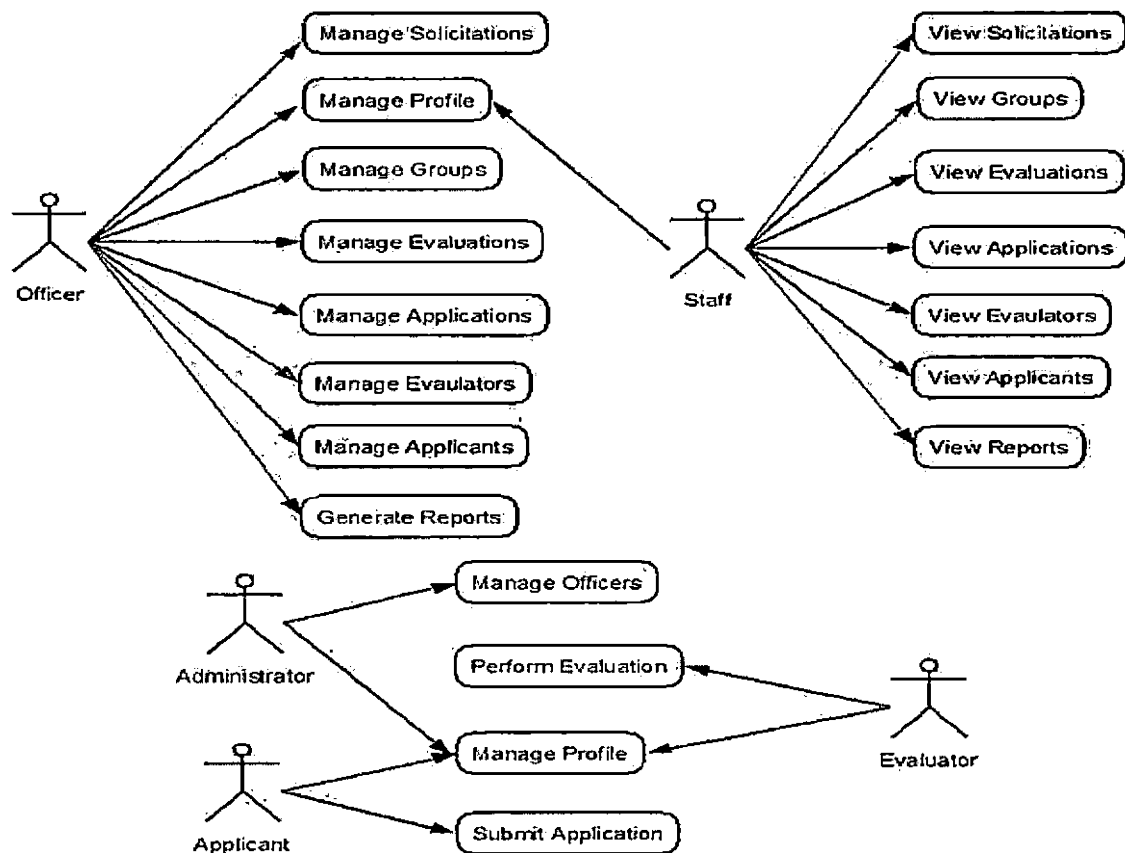 Manage Solicitations
Manage Profile
Manage Groups
Manage Evaluations
Manage Applications
Manage Evaulators
Manage Applicants
Generate Reports
Officer
View Solicitations
View Groups
View Evaluations
View Applications
View Evaulators
View Applicants
View Reports
Staff
Manage Officers
Perform Evaluation
Manage Profile
Submit Application
Administrator
Applicant
Evaluator